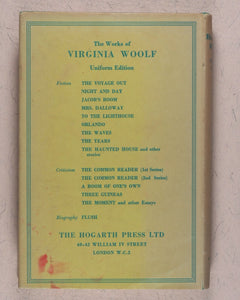 The Works of
VIRGINIA WOOLF
Uniform Edition
Fiction THE VOYAGE OUT
NIGHT AND DAY
JACOB'S ROOM
MRS. DALLOWAY
TO THE LIGHTHOUSE
ORLANDO
THE WAVES
THE YEARS
THE HAUNTED HOUSE and other
stories
Criticism THE COMMON READER (1st Series)
THE COMMON READER (2nd Series)
A ROOM OF ONE'S OWN
THREE GUINEAS
THE MOMENT and other Essays
Biography FLUSH
THE HOGARTH PRESS LTD
40-42 WILLIAM IV STREET
LONDON W.C.2